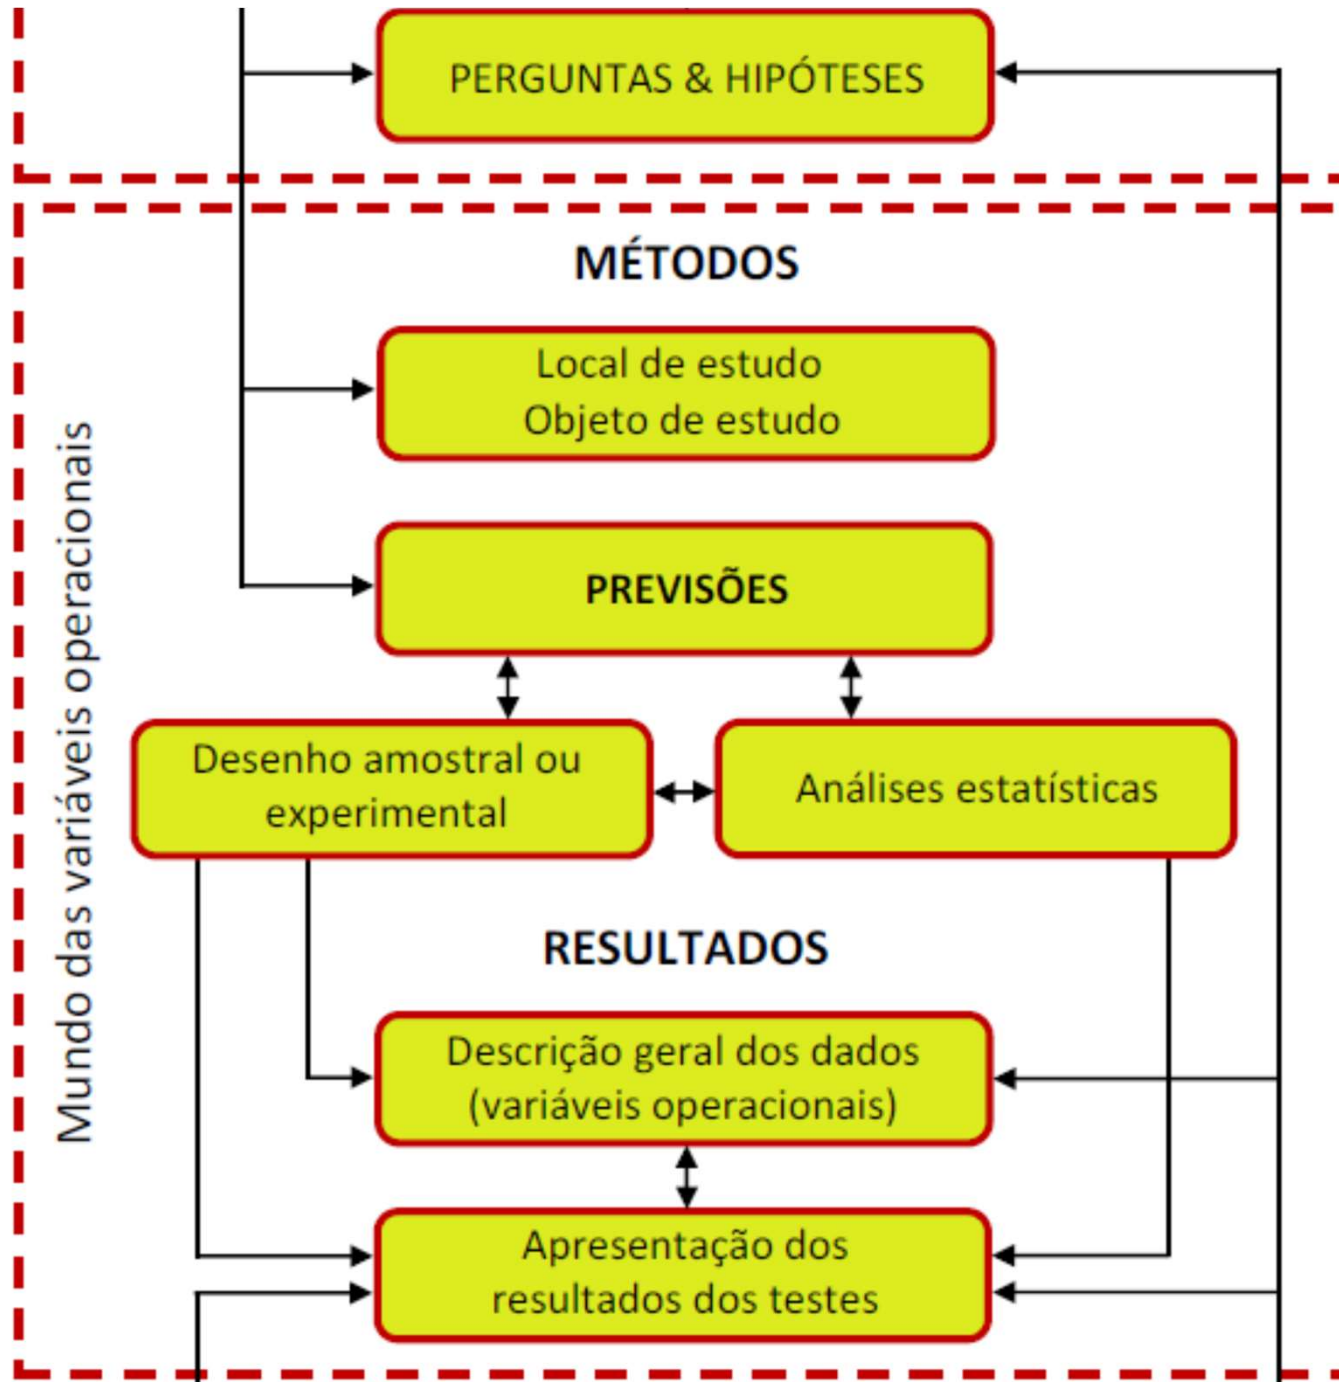 PERGUNTAS & HIPÓTESES
Mundo das variáveis operacionais
MÉTODOS
Local de estudo
Objeto de estudo
PREVISÕES
Desenho amostral ou
experimental
Análises estatísticas
RESULTADOS
Descrição geral dos dados
(variáveis operacionais)
Apresentação dos
resultados dos testes